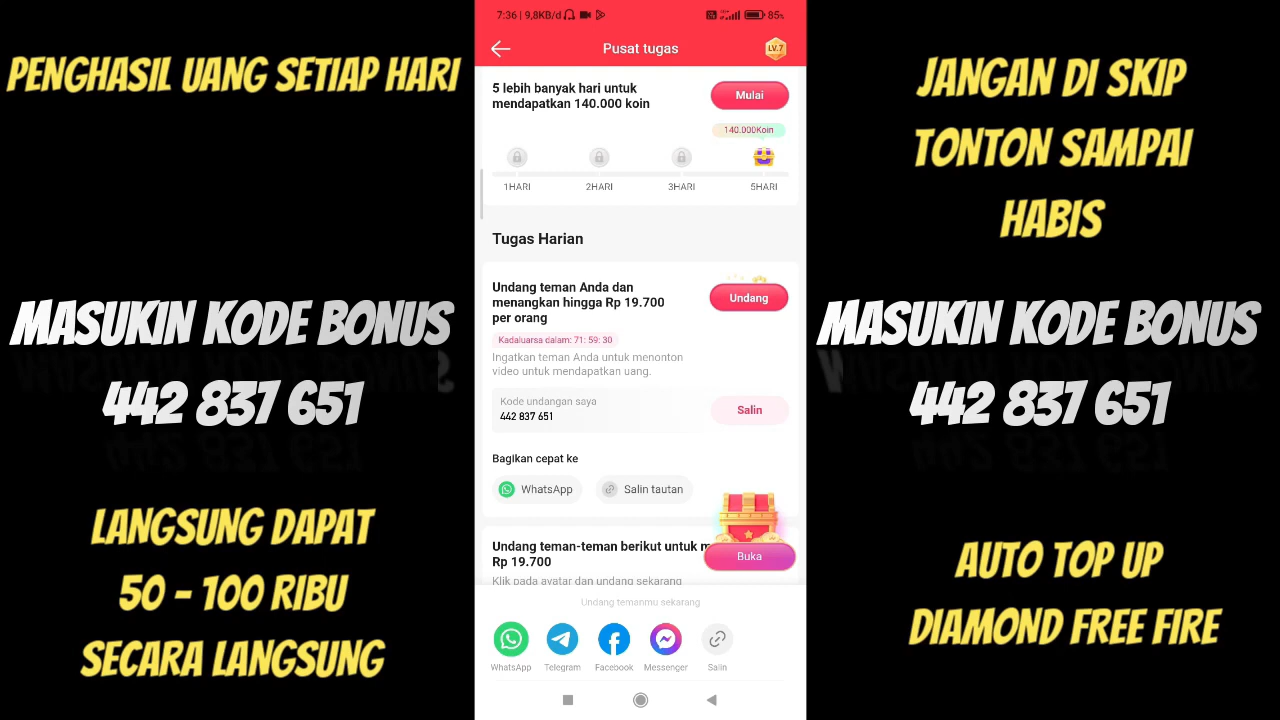 PENGHASIL UANG SETIAP HARI
MASUKIN KODE BONUS
442 837 651
LANGSUNG DAPAT
50 - 100 RIBU
SECARA LANGSUNG
7:36 | 9,8KB/d
85%
Pusat tugas
LV.7
5 lebih banyak hari untuk
mendapatkan 140.000 koin
Mulai
140.000Koin
1HARI
2HARI
3HARI
5HARI
Tugas Harian
Undang teman Anda dan
menangkan hingga Rp 19.700
per orang
Undang
Kadaluarsa dalam: 71: 59: 30
Ingatkan teman Anda untuk menonton
video untuk mendapatkan uang.
Kode undangan saya
442 837 651
Salin
Bagikan cepat ke
WhatsApp
Salin tautan
Undang teman-teman berikut untuk m
Rp 19.700
Buka
Klik pada avatar dan undang sekarang
Undang temanmu sekarang
WhatsApp
Telegram
Facebook
Messenger
Salin
JANGAN DI SKIP
TONTON SAMPAI
HABIS
MASUKIN KODE BONUS
442 837 651
AUTO TOP UP
DIAMOND FREE FIRE